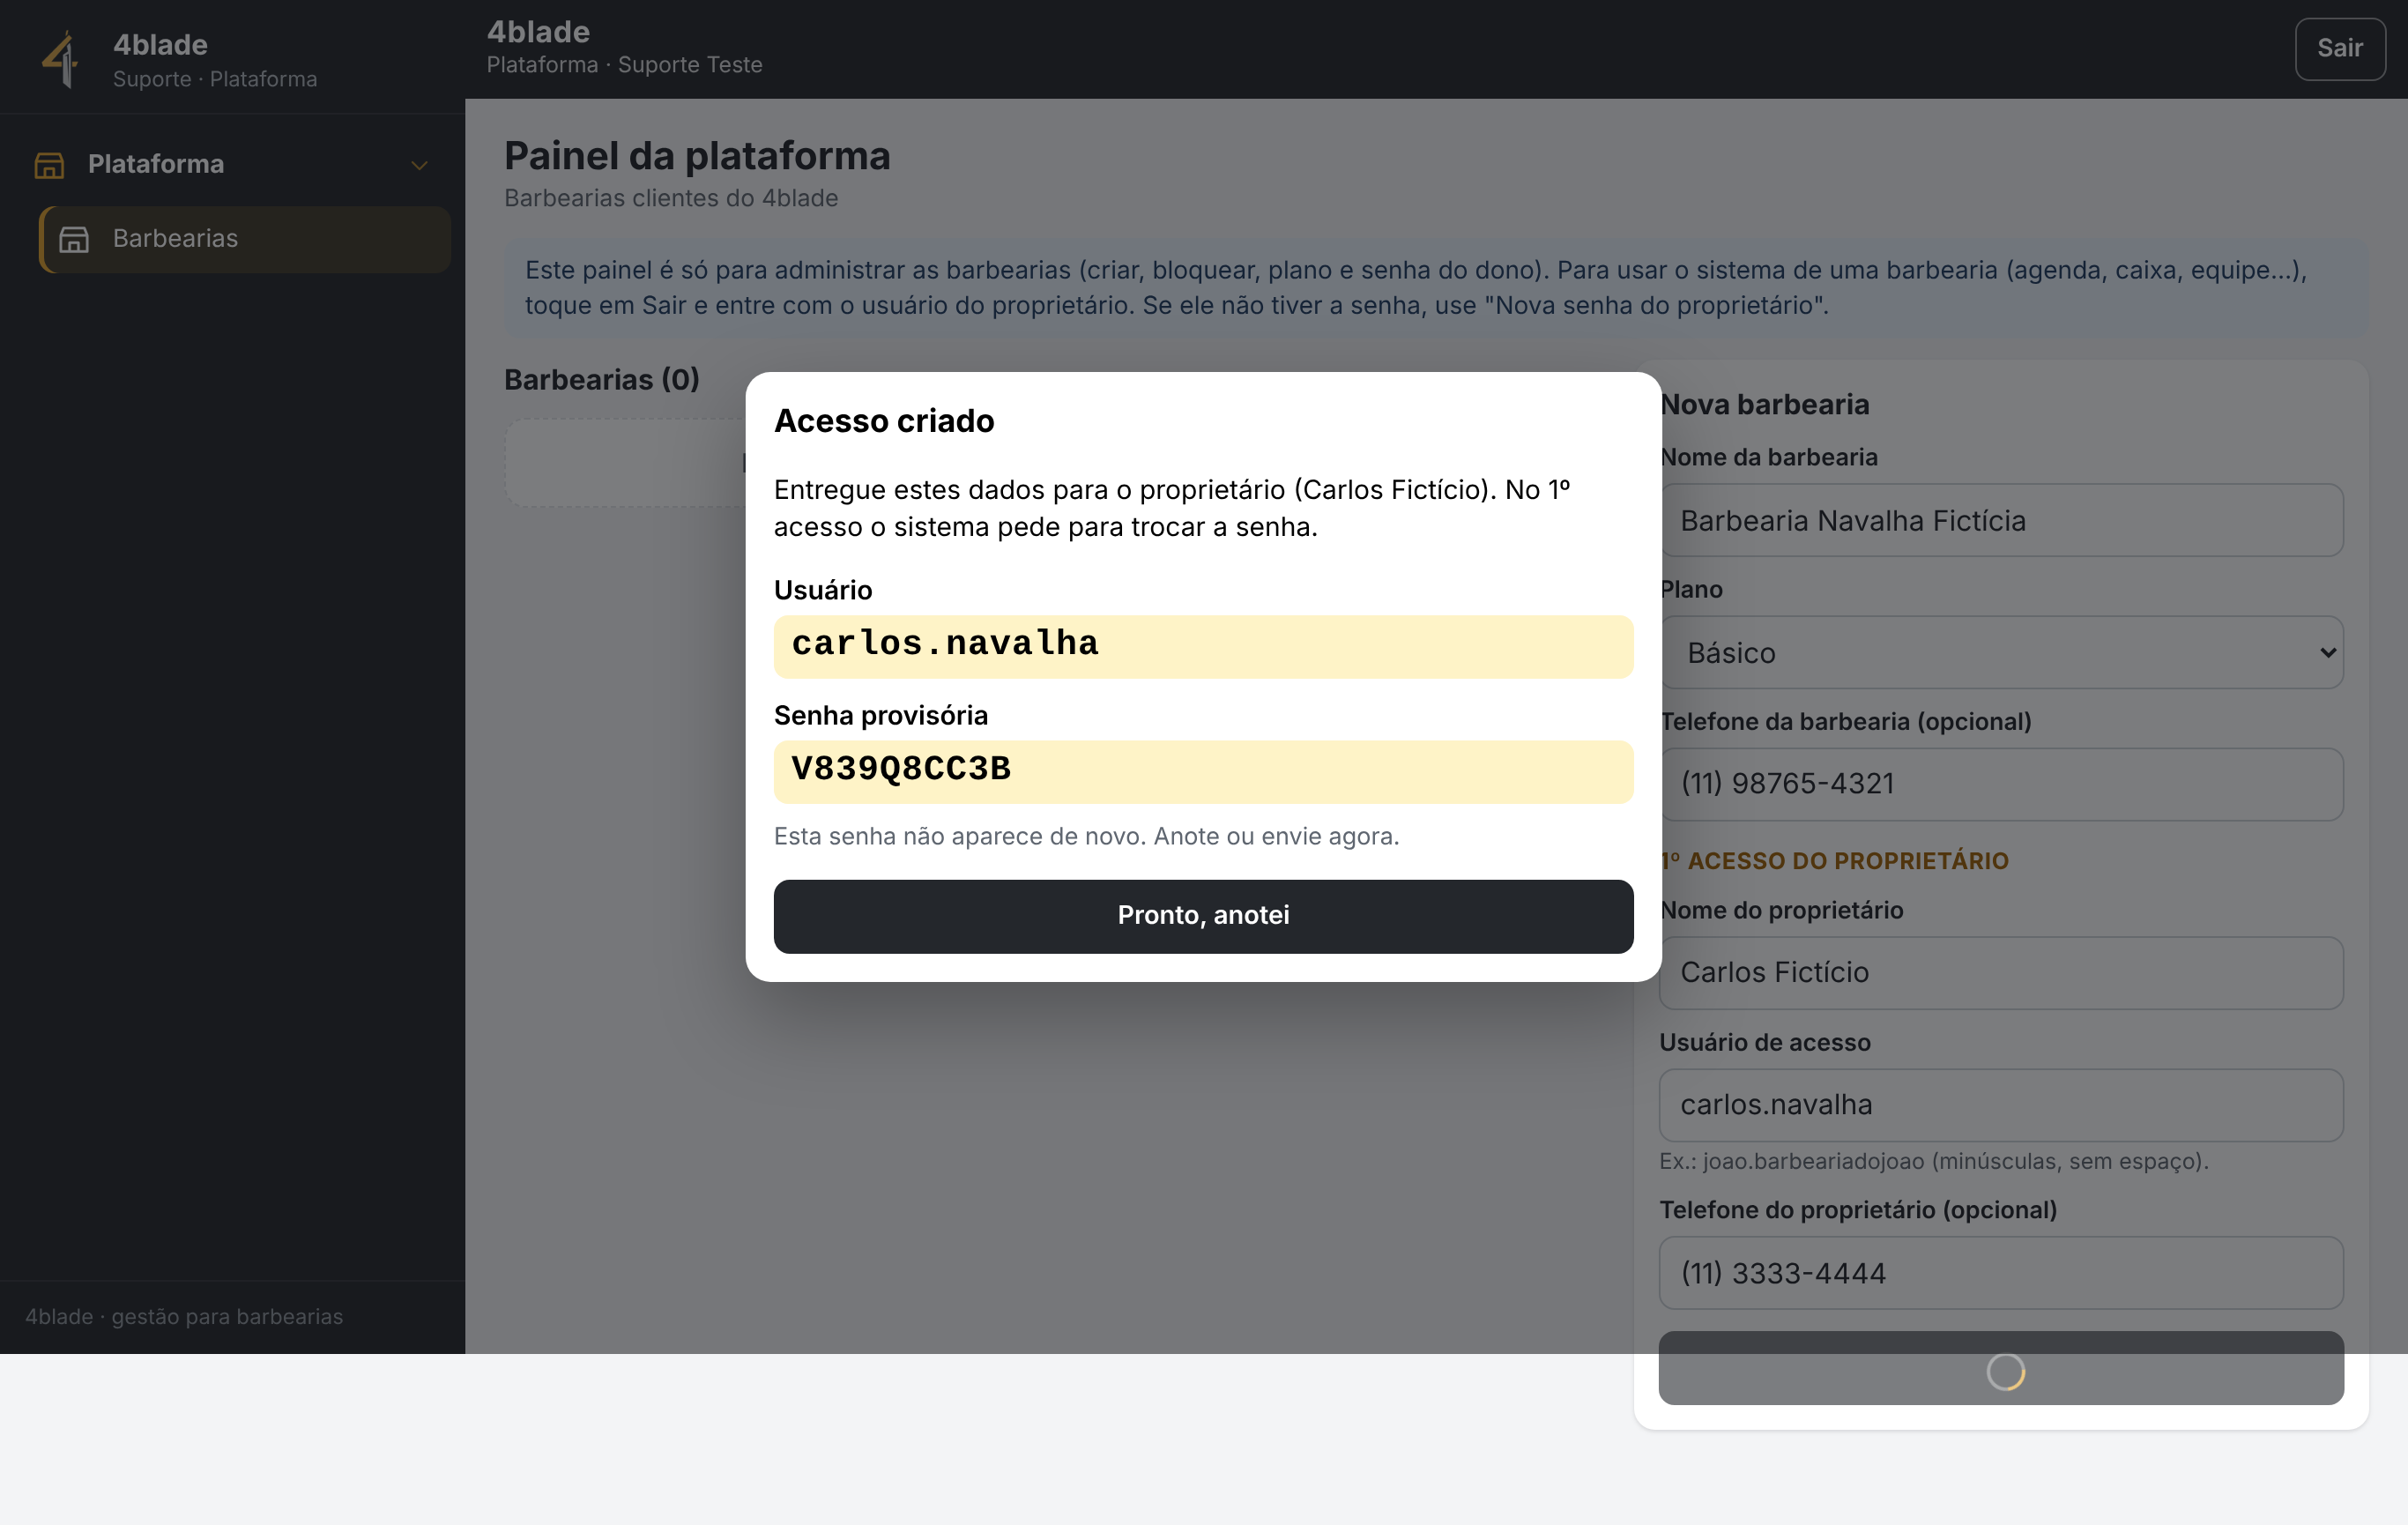 4blade
Suporte · Plataforma
Plataforma
Barbearias
4blade · gestão para barbearias
4blade
Plataforma · Suporte Teste
Sair
Painel da plataforma
Barbearias clientes do 4blade
Este painel é só para administrar as barbearias (criar, bloquear, plano e senha do dono). Para usar o sistema de uma barbearia (agenda, caixa, equipe...),
toque em Sair e entre com o usuário do proprietário. Se ele não tiver a senha, use "Nova senha do proprietário".
Barbearias (0)
Acesso criado
Entregue estes dados para o proprietário (Carlos Fictício). No 1º
acesso o sistema pede para trocar a senha.
Usuário
carlos.navalha
Senha provisória
V839Q8CC3B
Esta senha não aparece de novo. Anote ou envie agora.
Pronto, anotei
Nova barbearia
Nome da barbearia
Barbearia Navalha Fictícia
Plano
Básico
Telefone da barbearia (opcional)
(11) 98765-4321
1º ACESSO DO PROPRIETÁRIO
Nome do proprietário
Carlos Fictício
Usuário de acesso
carlos.navalha
Ex.: joao.barbeariadojoao (minúsculas, sem espaço).
Telefone do proprietário (opcional)
(11) 3333-4444